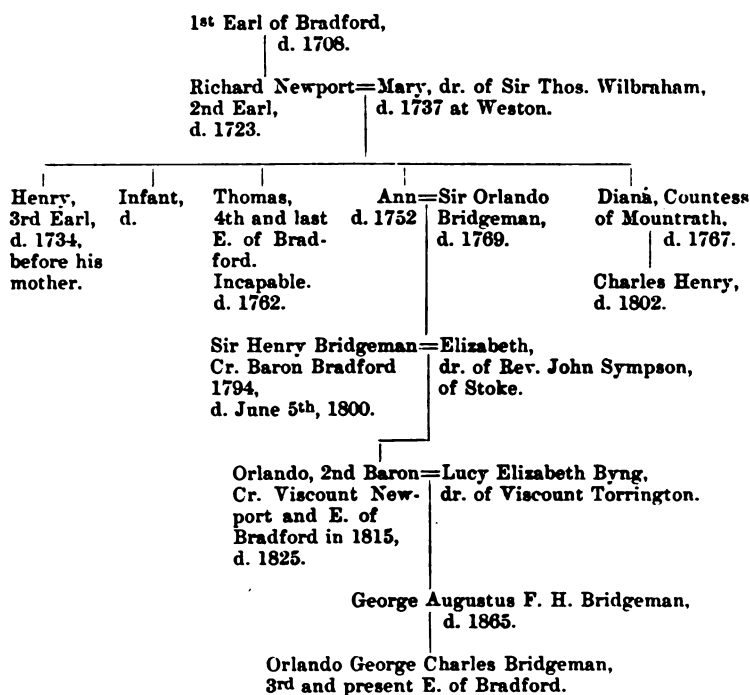 1st Earl of Bradford,
d. 1708.
Richard Newport=Mary, dr. of Sir Thos. Wilbraham,
2nd Earl,
d. 1723.
d. 1737 at Weston.
Henry,
3rd Earl,
d. 1734,
before his
mother.
Infant,
d.
Thomas,
4th and last
E. of Brad-
ford.
Incapable.
d. 1762.
Ann=Sir Orlando
d. 1752
Bridgeman,
d. 1769.
Diana, Countess
of Mountrath,
d. 1767.
Charles Henry,
d. 1802.
Sir Henry Bridgeman=Elizabeth,
Cr. Baron Bradford
1794,
d. June 5th, 1800.
dr. of Rev. John Sympson,
of Stoke.
Orlando, 2nd Baron=Lucy Elizabeth Byng,
Cr. Viscount New-
port and E. of
Bradford in 1815,
d. 1825.
dr. of Viscount Torrington.
George Augustus F. H. Bridgeman,
d. 1865.
Orlando George Charles Bridgeman,
3rd and present E. of Bradford.